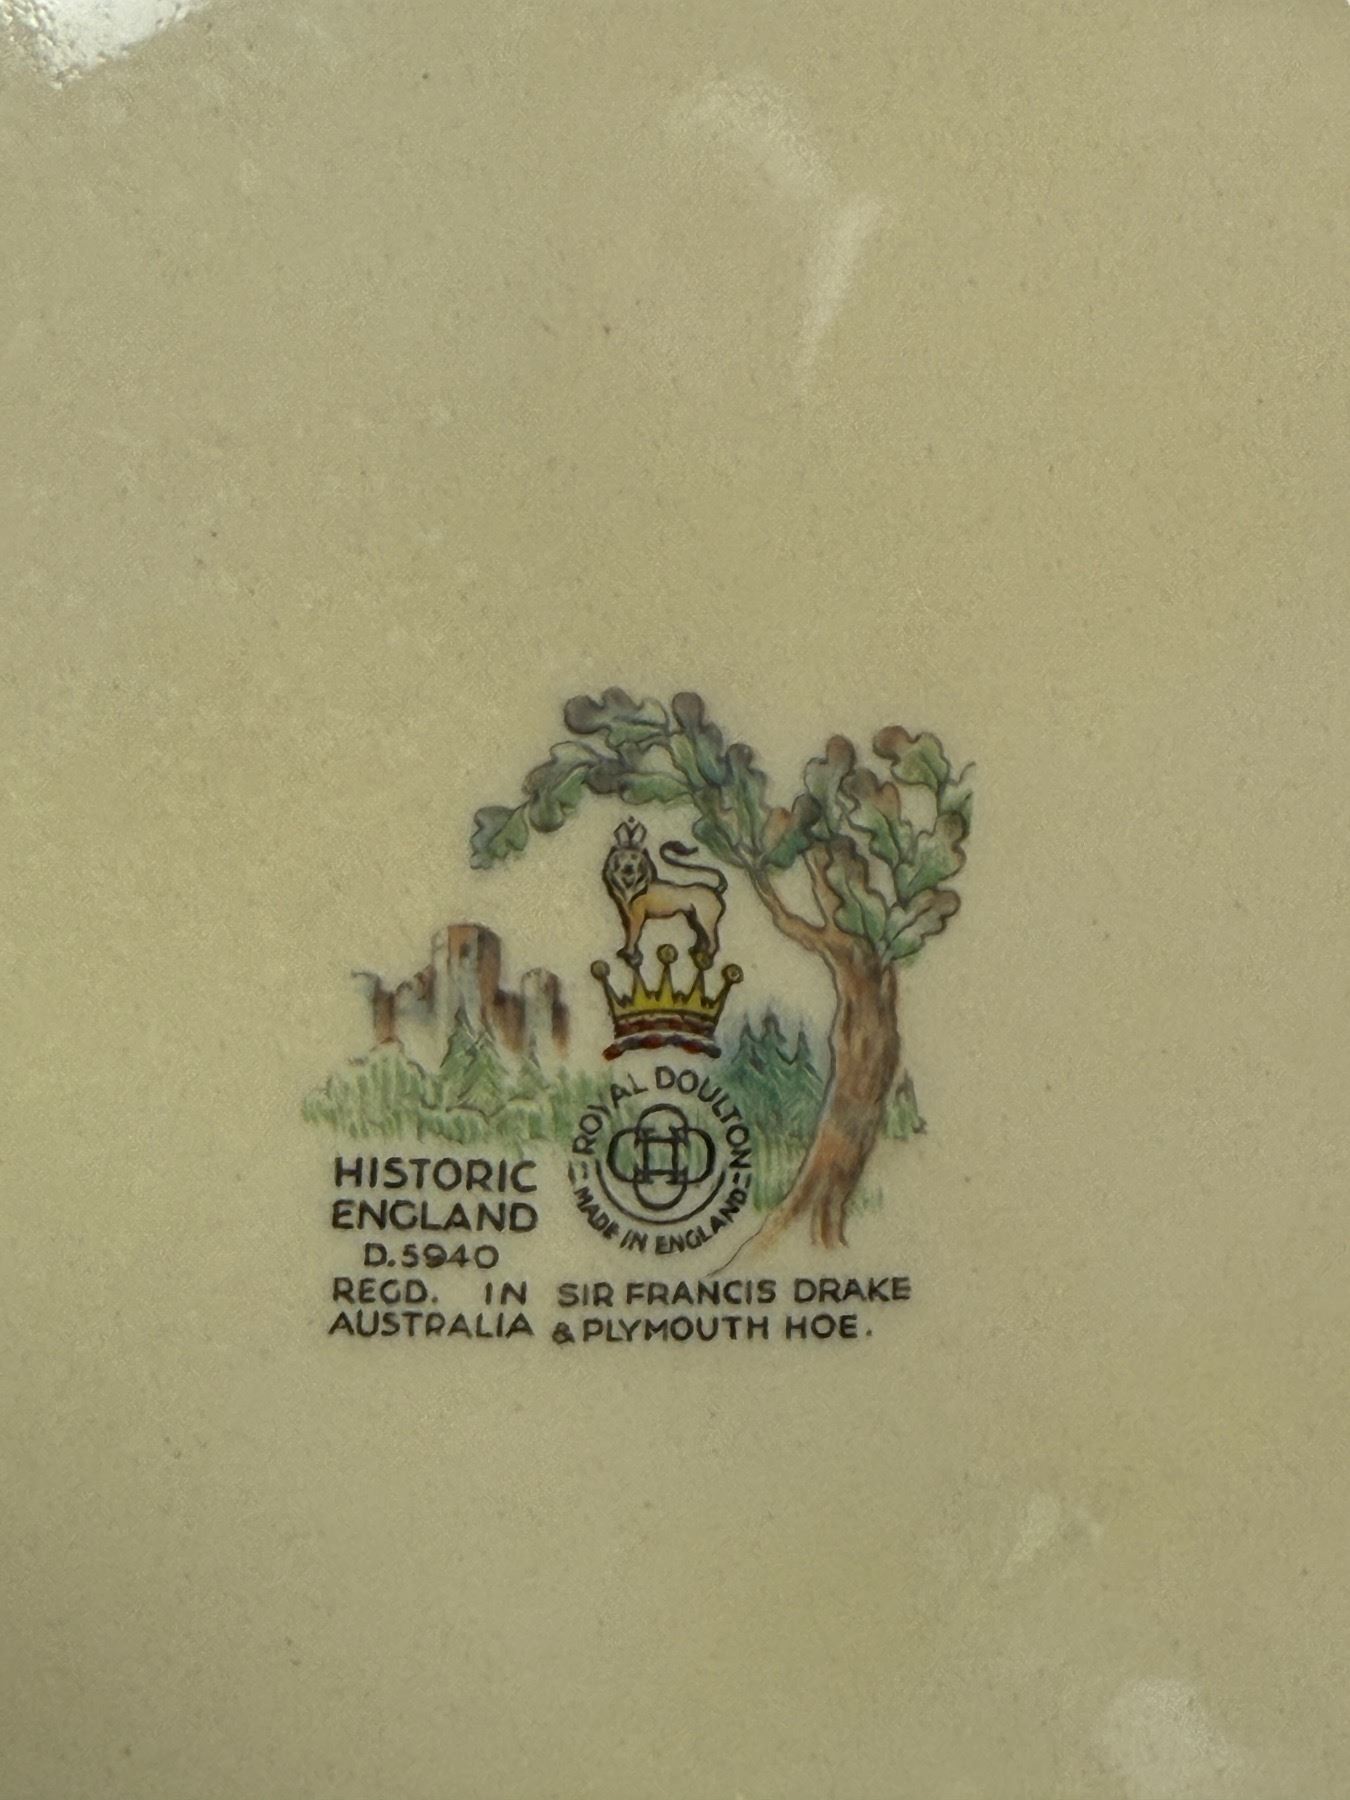 ROYAL DOULTON
MADE IN ENGLAND
HISTORIC
ENGLAND
D.5940
REGD. IN
AUSTRALIA
SIR FRANCIS DRAKE
& PLYMOUTH HOE.